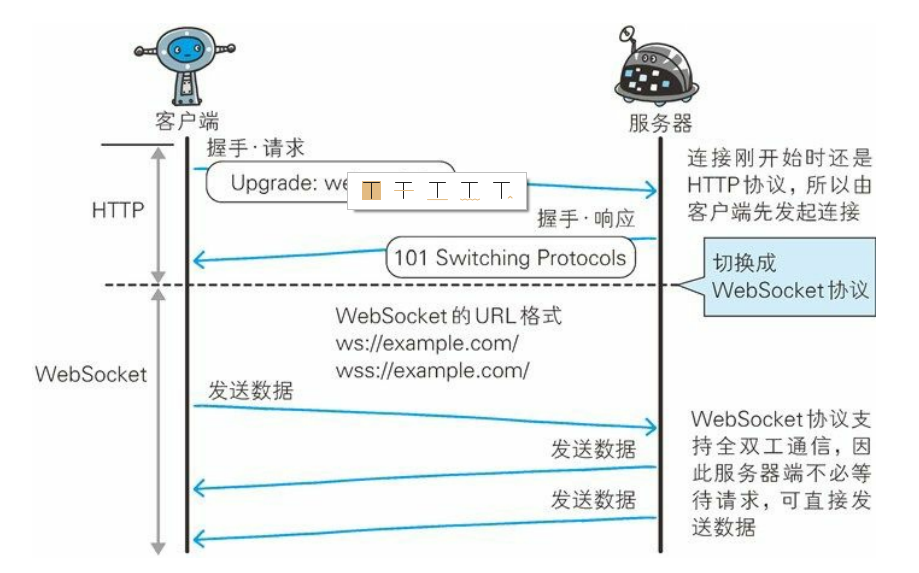 客户端
服务器
握手·请求
Upgrade:
连接刚开始时还是
HTTP协议，所以由
客户端先发起连接
HTTP
握手·响应
101 Switching Protocols
切换成
WebSocket协议
WebSocket的URL格式
ws://example.com/
wss://example.com/
WebSocket
发送数据
WebSocket协议支
持全双工通信，因
此服务器端不必等
待请求，可直接发
送数据
发送数据
发送数据